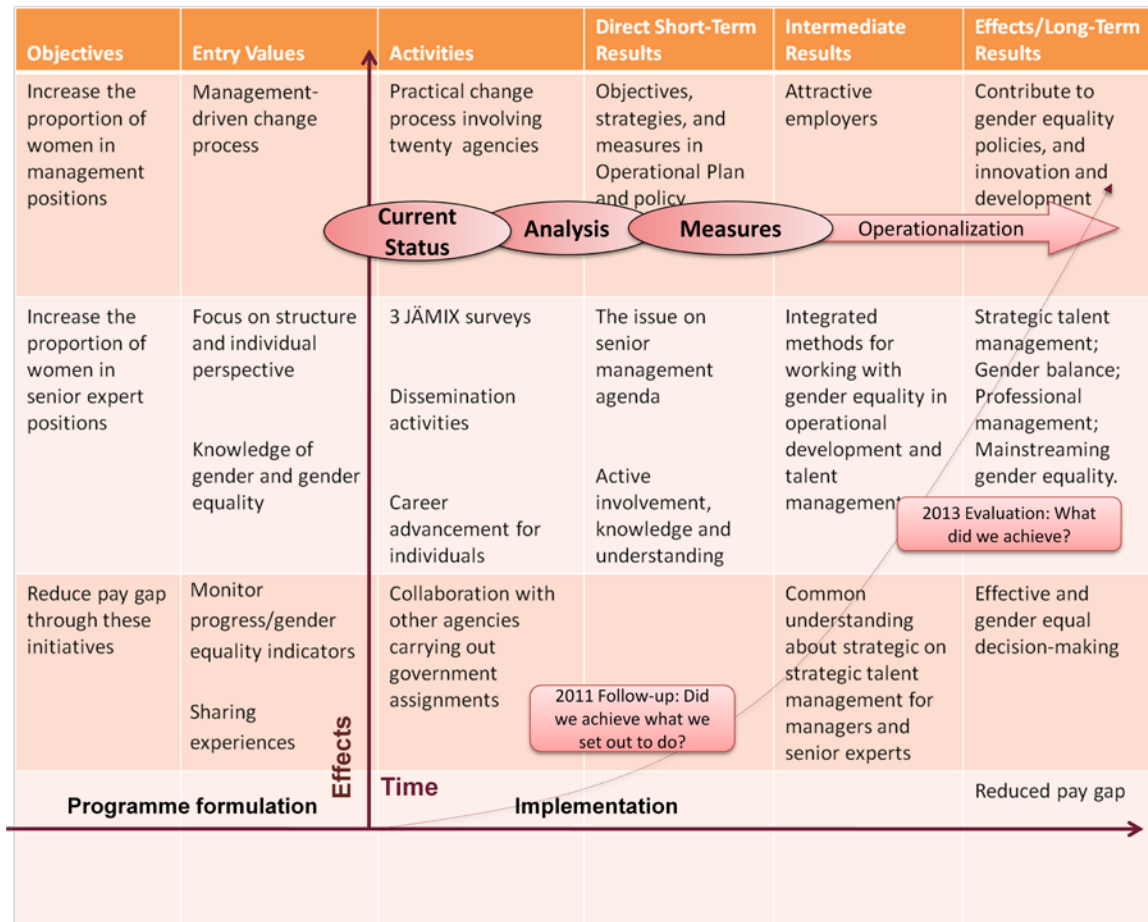 Objectives
Entry Values
Activities
Direct Short-Term
Results
Intermediate
Results
Effects/Long-Term
Results
Increase the
proportion of
women in
management
positions
Management-
driven change
process
Practical change
process involving
twenty agencies
Objectives,
strategies, and
measures in
Operational Plan
and policy
Attractive
employers
Contribute to
gender equality
policies, and
innovation and
development
Current
Status
Analysis
Measures
Operationalization
Increase the
proportion of
women in
senior expert
positions
Focus on structure
and individual
perspective
Knowledge of
gender and gender
equality
3 JÄMIX surveys
Dissemination
activities
Career
advancement for
individuals
The issue on
senior
management
agenda
Active
involvement,
knowledge and
understanding
Integrated
methods for
working with
gender equality in
operational
development and
talent
management
Strategic talent
management;
Gender balance;
Professional
management;
Mainstreaming
gender equality.
2013 Evaluation: What
did we achieve?
Reduce pay gap
through these
initiatives
Monitor
progress/gender
equality indicators
Sharing
experiences
Collaboration with
other agencies
carrying out
government
assignments
2011 Follow-up: Did
we achieve what we
set out to do?
Common
understanding
about strategic on
strategic talent
management for
managers and
senior experts
Effective and
gender equal
decision-making
Effects
Time
Programme formulation
Implementation
Reduced pay gap